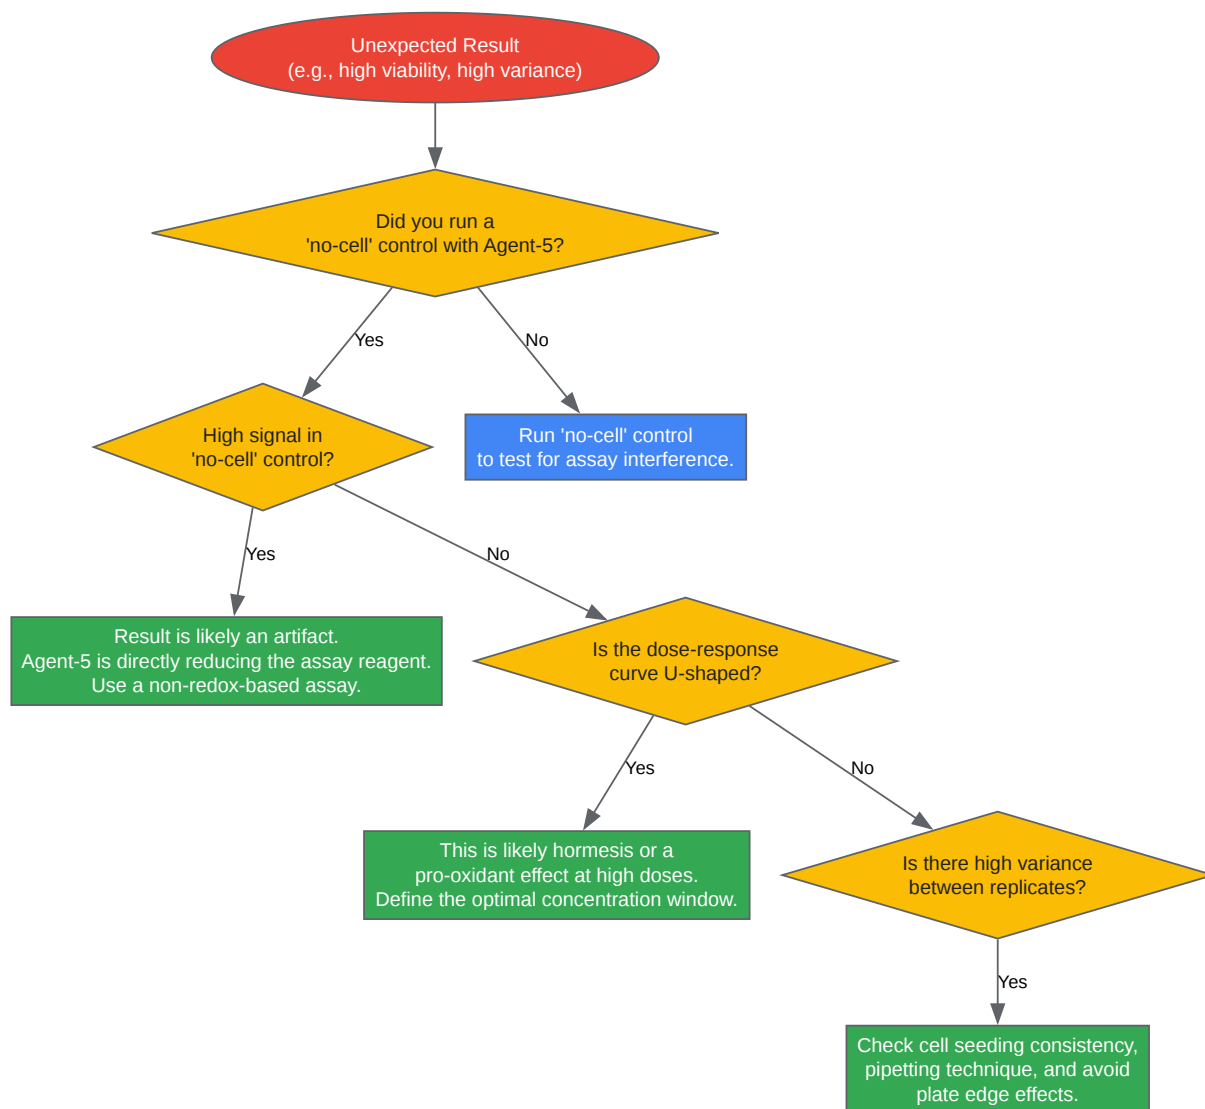 Unexpected Result
(e.g., high viability, high variance)
Did you run a
'no-cell' control with Agent-5?
Yes
No
High signal in
'no-cell' control?
Run 'no-cell' control
to test for assay interference.
Yes
No
Result is likely an artifact.
Agent-5 is directly reducing the assay reagent.
Use a non-redox-based assay.
Is the dose-response
curve U-shaped?
Yes
No
This is likely hormesis or a
pro-oxidant effect at high doses.
Define the optimal concentration window.
Is there high variance
between replicates?
Yes
Check cell seeding consistency,
pipetting technique, and avoid
plate edge effects.